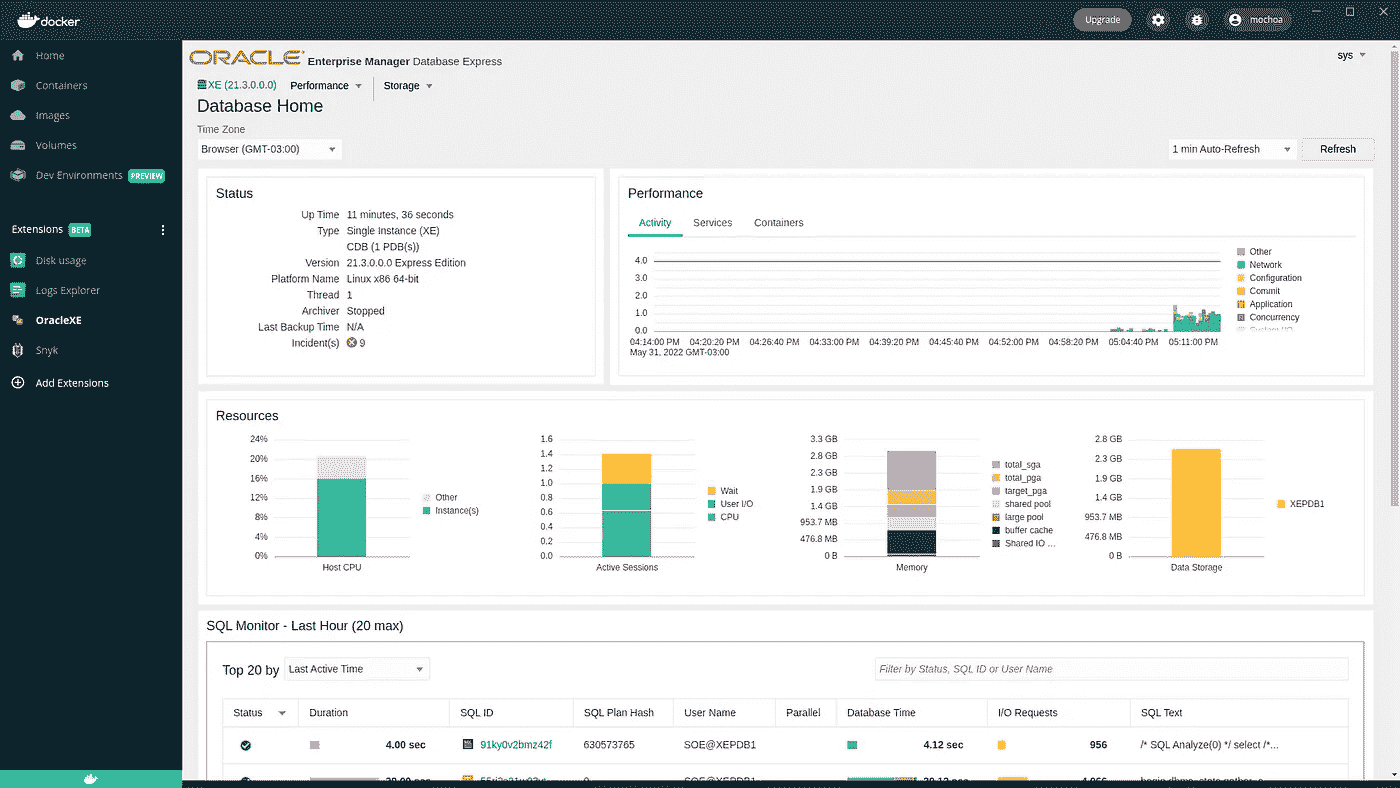 docker
Upgrade
mochoa
Home
Containers
Images
Volumes
Dev Environments PREVIEW
Extensions BETA
Disk usage
Logs Explorer
OracleXE
Snyk
Add Extensions
ORACLE Enterprise Manager Database Express
sys
XE (21.3.0.0.0) Performance Storage
Database Home
Time Zone
Browser (GMT-03:00)
1 min Auto-Refresh Refresh
Status
Up Time 11 minutes, 36 seconds
Type Single Instance (XE)
CDB (1 PDB(s))
Version 21.3.0.0.0 Express Edition
Platform Name Linux x86 64-bit
Thread 1
Archiver Stopped
Last Backup Time N/A
Incident(s) 9
Performance
Activity Services Containers
4.0
3.0
2.0
1.0
0.0
04:14:00 PM 04:20:20 PM 04:26:40 PM 04:33:00 PM 04:39:20 PM 04:45:40 PM 04:52:00 PM 04:58:20 PM 05:04:40 PM 05:11:00 PM
May 31, 2022 GMT-03:00
Other
Network
Configuration
Commit
Application
Concurrency
Resources
24%
20%
16%
12%
8%
4%
0%
Host CPU
Other
Instance(s)
1.6
1.4
1.2
1.0
0.8
0.6
0.4
0.2
0.0
Active Sessions
Wait
User I/O
CPU
3.3 GB
2.8 GB
2.3 GB
1.9 GB
1.4 GB
953.7 MB
476.8 MB
0 B
Memory
total_sga
total_pga
target_pga
shared pool
large pool
buffer cache
Shared IO ...
2.8 GB
2.3 GB
1.9 GB
1.4 GB
953.7 MB
476.8 MB
0 B
Data Storage
XEPDB1
SQL Monitor - Last Hour (20 max)
Top 20 by Last Active Time
Filter by Status, SQL ID or User Name
Status Duration SQL ID SQL Plan Hash User Name Parallel Database Time I/O Requests SQL Text
4.00 sec 91ky0v2bmz42f 630573765 SOE@XEPDB1 4.12 sec 956 /* SQL Analyze(0) */ select /*...